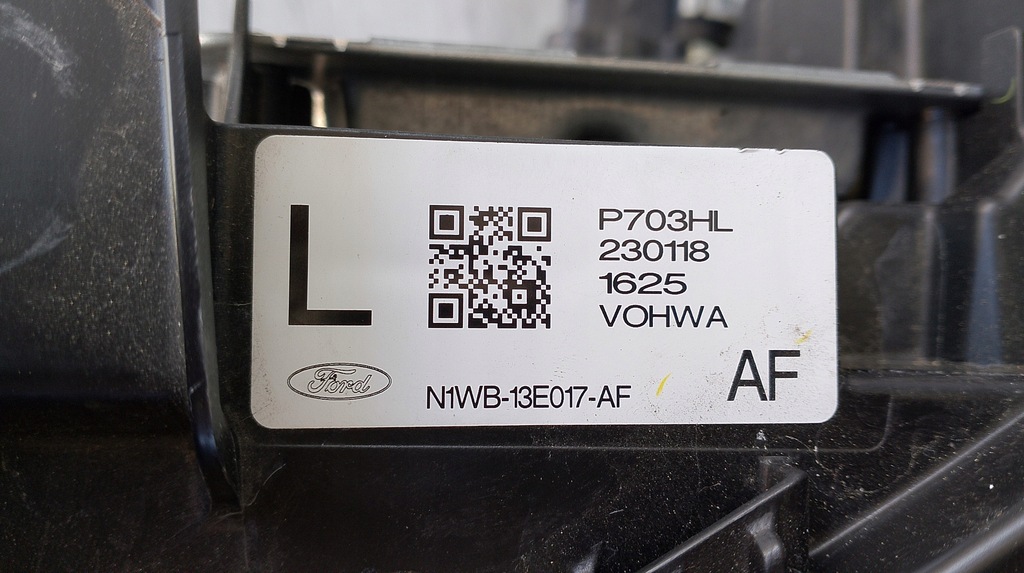 L
P703HL
230118
1625
VOHWA
AF
Ford
N1WB-13E017-AF